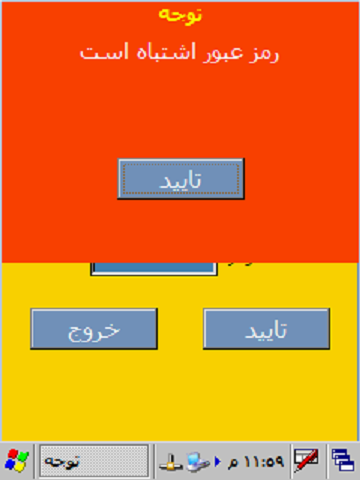 توجه
رمز عبور اشتباه است
تایید
تایید
خروج
توجه
۱۱:۵۹ م